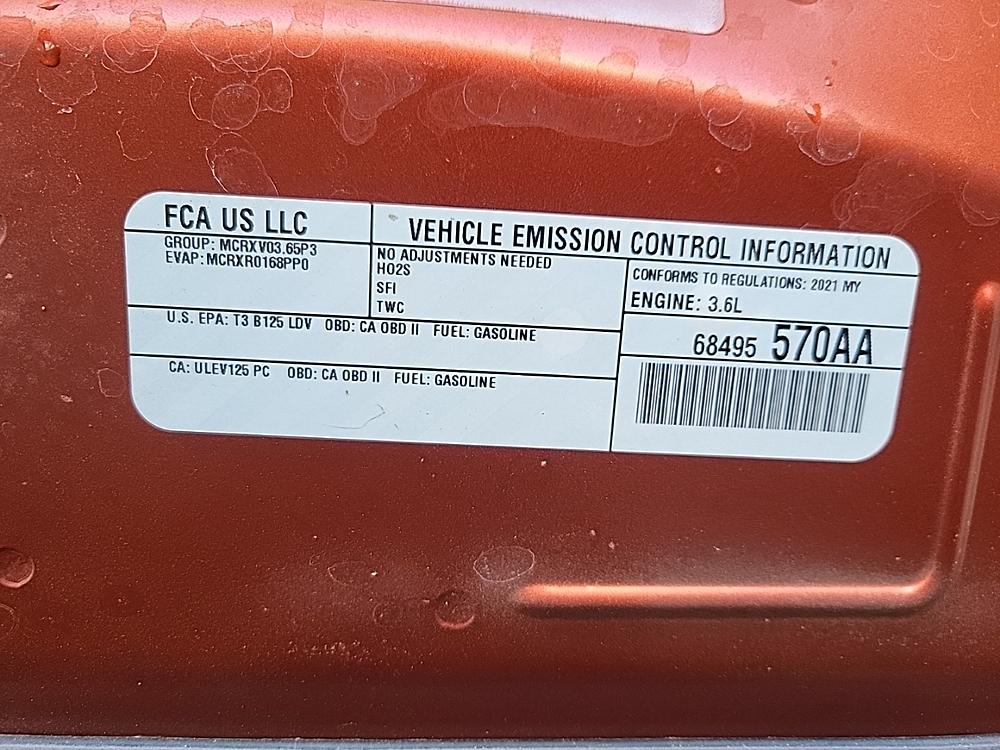 FCA US LLC
VEHICLE EMISSION CONTROL INFORMATION
GROUP: MCRXV03.65P3
EVAP: MCRXR0168PP0
NO ADJUSTMENTS NEEDED
HO2S
SFI
TWC
CONFORMS TO REGULATIONS: 2021 MY
ENGINE: 3.6L
U.S. EPA: T3 B125 LDV OBD: CA OBD II FUEL: GASOLINE
68495 570AA
CA: ULEV125 PC OBD: CA OBD II FUEL: GASOLINE